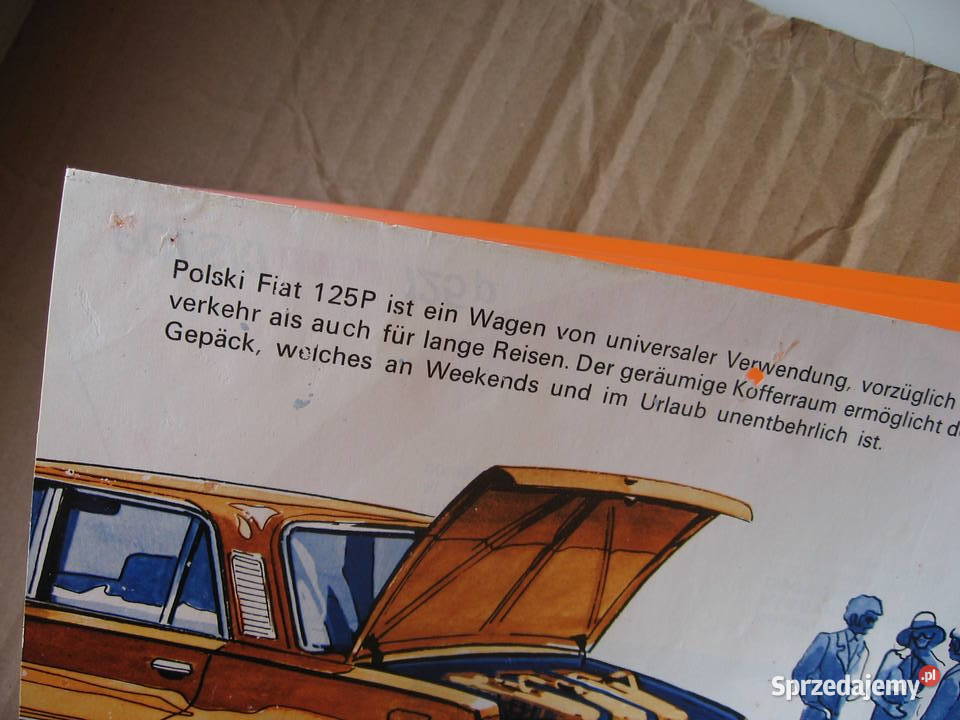 Polski Fiat 125P ist ein Wagen von universaler Verwendung, vorzüglich
verkehr als auch für lange Reisen. Der geräumige Kofferraum ermöglicht
Gepäck, welches an Weekends und im Urlaub unentbehrlich ist.
Sprzedajemy.pl